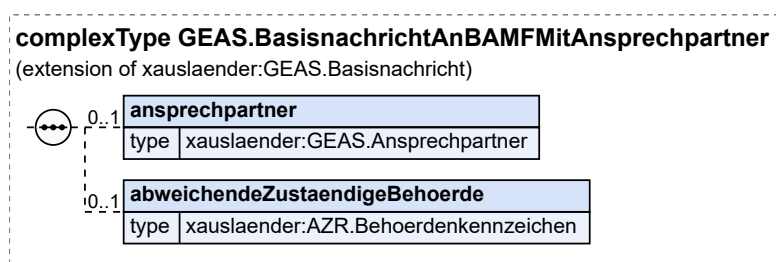 complexType GEAS.BasisnachrichtAnBAMFMitAnsprechpartner
(extension of xauslaender:GEAS.Basisnachricht)
0..1 ansprechpartner
type xauslaender:GEAS.Ansprechpartner
0..1 abweichendeZustaendigeBehoerde
type xauslaender:AZR.Behoerdenkennzeichen